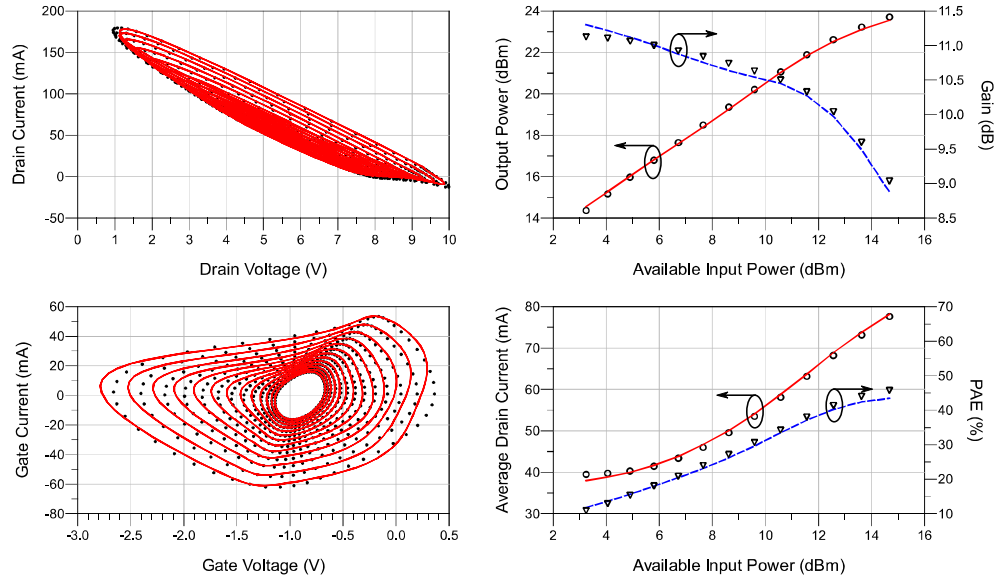 200
150
100
50
0
-50
0 1 2 3 4 5 6 7 8 9 10
Drain Current (mA)
Drain Voltage (V)
24
22
20
18
16
14
2 4 6 8 10 12 14 16
11.5
11.0
10.5
10.0
9.5
9.0
8.5
Output Power (dBm)
Gain (dB)
Available Input Power (dBm)
60
40
20
0
-20
-40
-60
-80
-3.0 -2.5 -2.0 -1.5 -1.0 -0.5 0.0 0.5
Gate Current (mA)
Gate Voltage (V)
80
70
60
50
40
30
2 4 6 8 10 12 14 16
70
60
50
40
30
20
10
Average Drain Current (mA)
PAE (%)
Available Input Power (dBm)